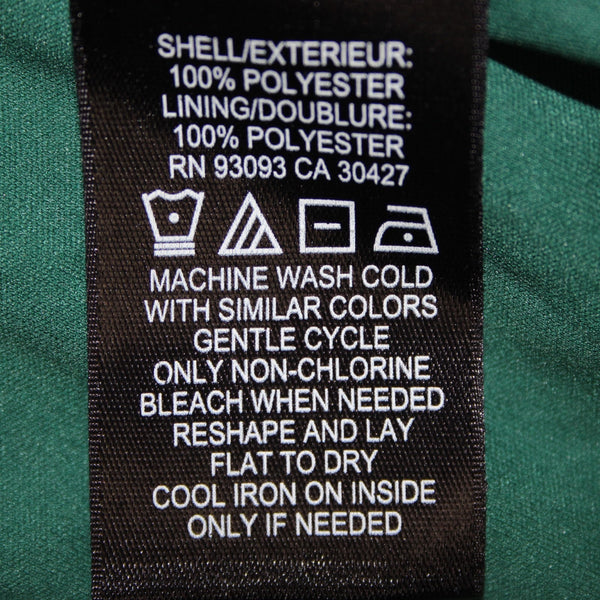 SHELL/EXTERIEUR:
100% POLYESTER
LINING/DOUBLURE:
100% POLYESTER
RN 93093 CA 30427
MACHINE WASH COLD
WITH SIMILAR COLORS
GENTLE CYCLE
ONLY NON-CHLORINE
BLEACH WHEN NEEDED
RESHAPE AND LAY
FLAT TO DRY
COOL IRON ON INSIDE
ONLY IF NEEDED